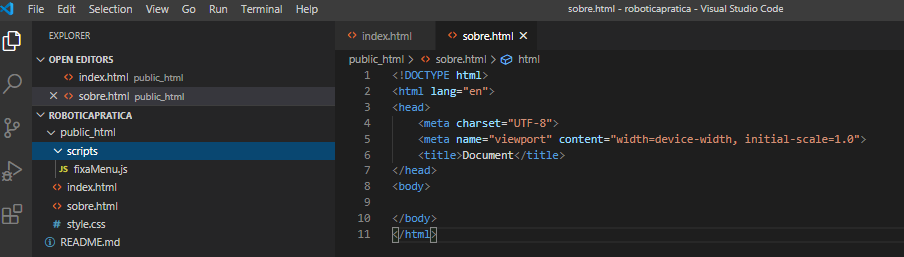 File Edit Selection View Go Run Terminal Help sobre.html - roboticapratica - Visual Studio Code
EXPLORER
OPEN EDITORS
index.html public_html
sobre.html public_html
ROBOTICAPRATICA
public_html
scripts
JS fixaMenu.js
index.html
sobre.html
# style.css
README.md
index.html sobre.html
public_html > sobre.html > html
1 <!DOCTYPE html>
2 <html lang="en">
3 <head>
4 <meta charset="UTF-8">
5 <meta name="viewport" content="width=device-width, initial-scale=1.0">
6 <title>Document</title>
7 </head>
8 <body>
9
10 </body>
11 </html>